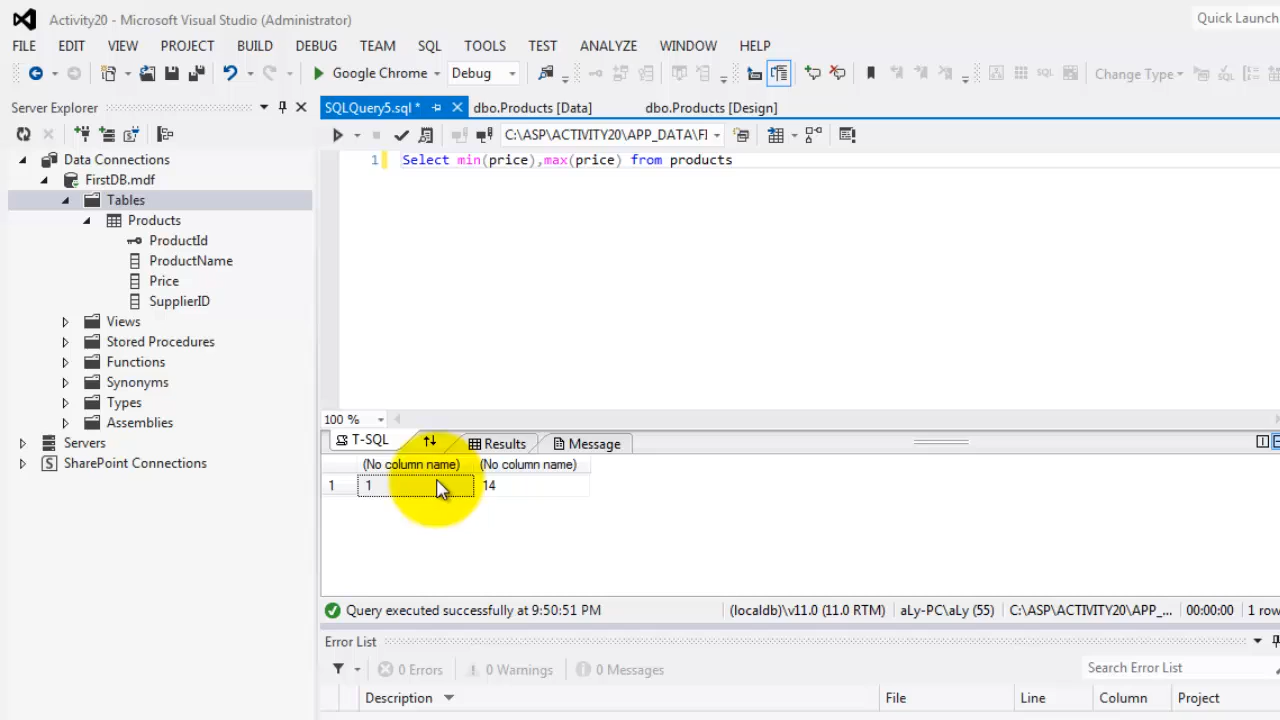 Activity20 - Microsoft Visual Studio (Administrator)
Quick Launch
FILE EDIT VIEW PROJECT BUILD DEBUG TEAM SQL TOOLS TEST ANALYZE WINDOW HELP
Google Chrome Debug Change Type
Server Explorer
SQLQuery5.sql * dbo.Products [Data] dbo.Products [Design]
C:\ASP\ACTIVITY20\APP_DATA\FI
Data Connections
FirstDB.mdf
Tables
Products
ProductId
ProductName
Price
SupplierID
Views
Stored Procedures
Functions
Synonyms
Types
Assemblies
Servers
SharePoint Connections
1 Select min(price),max(price) from products
100 %
T-SQL Results Message
(No column name) (No column name)
1 1 14
Query executed successfully at 9:50:51 PM (localdb)\v11.0 (11.0 RTM) aLy-PC\aLy (55) C:\ASP\ACTIVITY20\APP_... 00:00:00 1 row
Error List
0 Errors 0 Warnings 0 Messages Search Error List
Description File Line Column Project